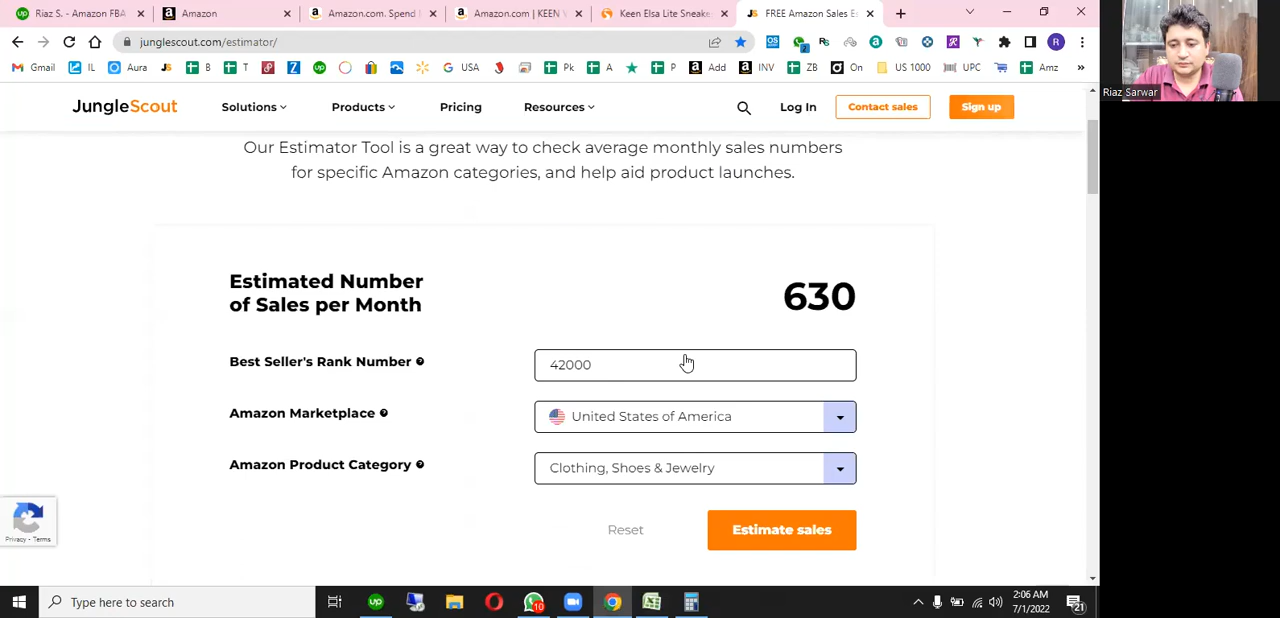 Riaz S. - Amazon FBA
Amazon
Amazon.com. Spend l
Amazon.com | KEEN W
Keen Elsa Lite Sneake
FREE Amazon Sales Es
junglescout.com/estimator/
Gmail
IL
Aura
B
T
USA
Pk
A
P
Add
INV
ZB
On
US 1000
UPC
Amz
Riaz Sarwar
JungleScout
Solutions
Products
Pricing
Resources
Log In
Contact sales
Sign up
Our Estimator Tool is a great way to check average monthly sales numbers
for specific Amazon categories, and help aid product launches.
Estimated Number
of Sales per Month
630
Best Seller's Rank Number
42000
Amazon Marketplace
United States of America
Amazon Product Category
Clothing, Shoes & Jewelry
Reset
Estimate sales
Privacy - Terms
Type here to search
10
2:06 AM
7/1/2022
21